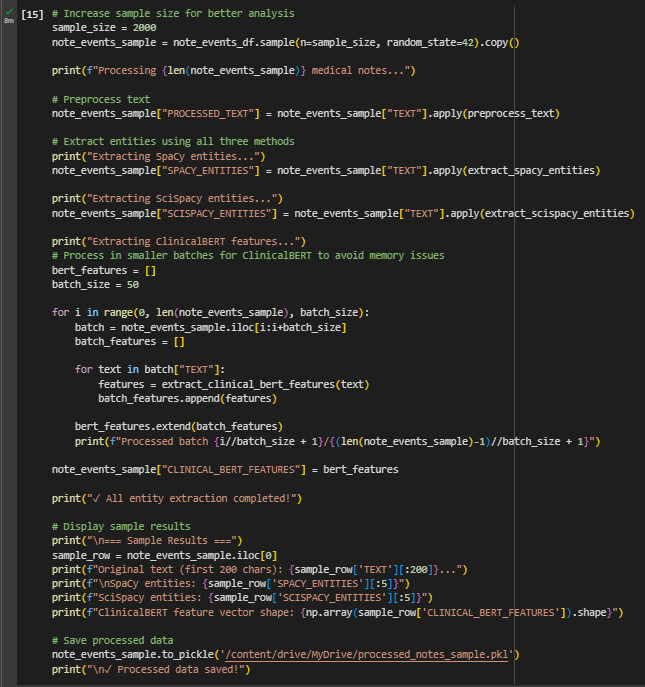 [15] # Increase sample size for better analysis
8m
sample_size = 2000
note_events_sample = note_events_df.sample(n=sample_size, random_state=42).copy()
print(f"Processing {len(note_events_sample)} medical notes...")
# Preprocess text
note_events_sample["PROCESSED_TEXT"] = note_events_sample["TEXT"].apply(preprocess_text)
# Extract entities using all three methods
print("Extracting SpaCy entities...")
note_events_sample["SPACY_ENTITIES"] = note_events_sample["TEXT"].apply(extract_spacy_entities)
print("Extracting SciSpacy entities...")
note_events_sample["SCISPACY_ENTITIES"] = note_events_sample["TEXT"].apply(extract_scispacy_entities)
print("Extracting ClinicalBERT features...")
# Process in smaller batches for ClinicalBERT to avoid memory issues
bert_features = []
batch_size = 50
for i in range(0, len(note_events_sample), batch_size):
    batch = note_events_sample.iloc[i:i+batch_size]
    batch_features = []
    for text in batch["TEXT"]:
        features = extract_clinical_bert_features(text)
        batch_features.append(features)
    bert_features.extend(batch_features)
    print(f"Processed batch {i//batch_size + 1}/{(len(note_events_sample)-1)//batch_size + 1}")
note_events_sample["CLINICAL_BERT_FEATURES"] = bert_features
print("✓ All entity extraction completed!")
# Display sample results
print("\n=== Sample Results ===")
sample_row = note_events_sample.iloc[0]
print(f"Original text (first 200 chars): {sample_row['TEXT'][:200]}...")
print(f"\nSpaCy entities: {sample_row['SPACY_ENTITIES'][:5]}")
print(f"SciSpacy entities: {sample_row['SCISPACY_ENTITIES'][:5]}")
print(f"ClinicalBERT feature vector shape: {np.array(sample_row['CLINICAL_BERT_FEATURES']).shape}")
# Save processed data
note_events_sample.to_pickle('/content/drive/MyDrive/processed_notes_sample.pkl')
print("\n✓ Processed data saved!")